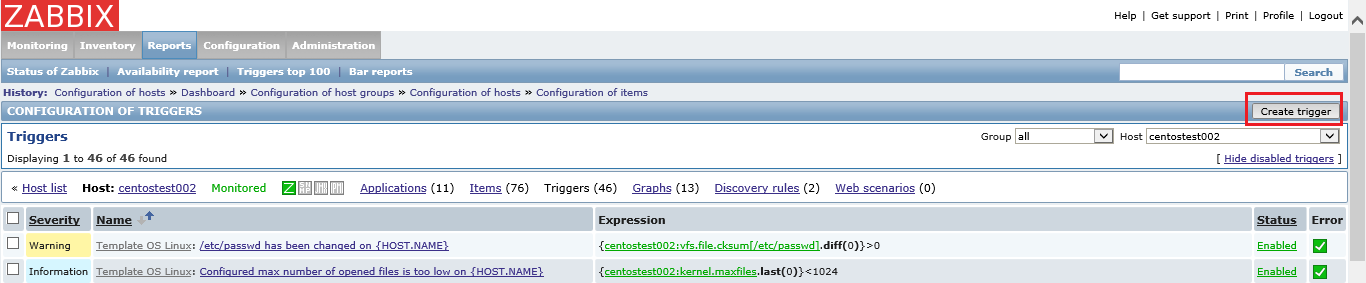 ZABBIX
Help | Get support | Print | Profile | Logout
Monitoring Inventory Reports Configuration Administration
Status of Zabbix | Availability report | Triggers top 100 | Bar reports Search
History: Configuration of hosts » Dashboard » Configuration of host groups » Configuration of hosts » Configuration of items
CONFIGURATION OF TRIGGERS Create trigger
Triggers Group all Host centostest002
Displaying 1 to 46 of 46 found [ Hide disabled triggers ]
« Host list Host: centostest002 Monitored Z Applications (11) Items (76) Triggers (46) Graphs (13) Discovery rules (2) Web scenarios (0)
Severity Name Expression Status Error
Warning Template OS Linux: /etc/passwd has been changed on {HOST.NAME} {centostest002:vfs.file.cksum[/etc/passwd].diff(0)}>0 Enabled
Information Template OS Linux: Configured max number of opened files is too low on {HOST.NAME} {centostest002:kernel.maxfiles.last(0)}<1024 Enabled